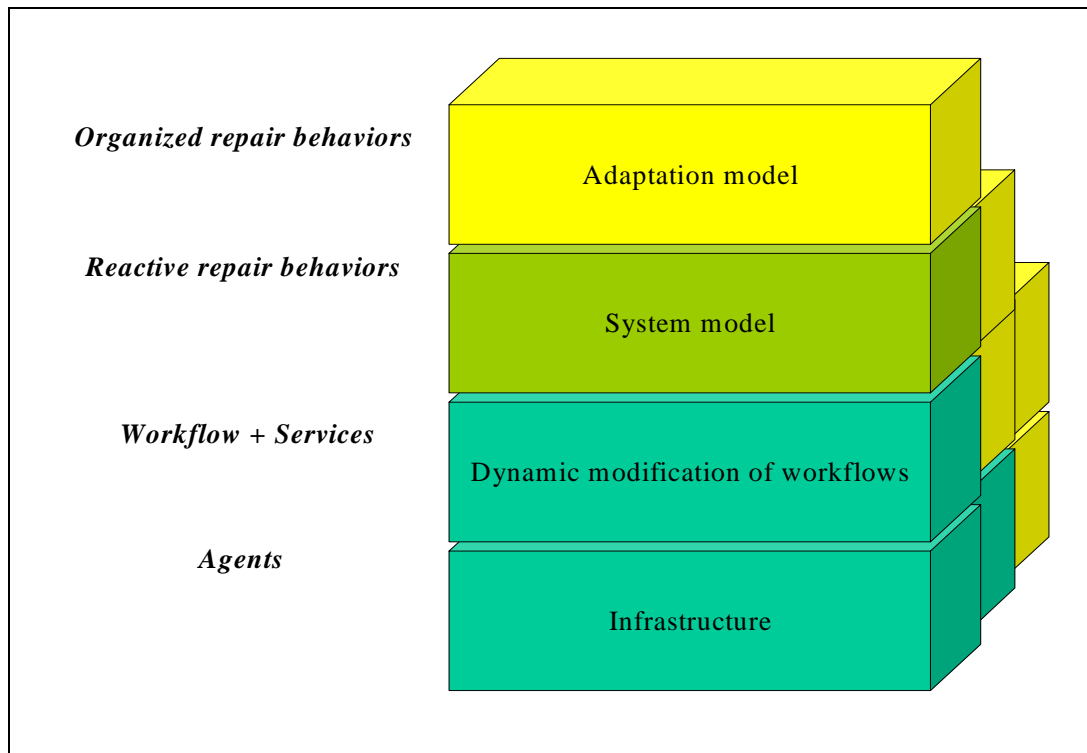 Organized repair behaviors
Adaptation model
Reactive repair behaviors
System model
Workflow + Services
Dynamic modification of workflows
Agents
Infrastructure